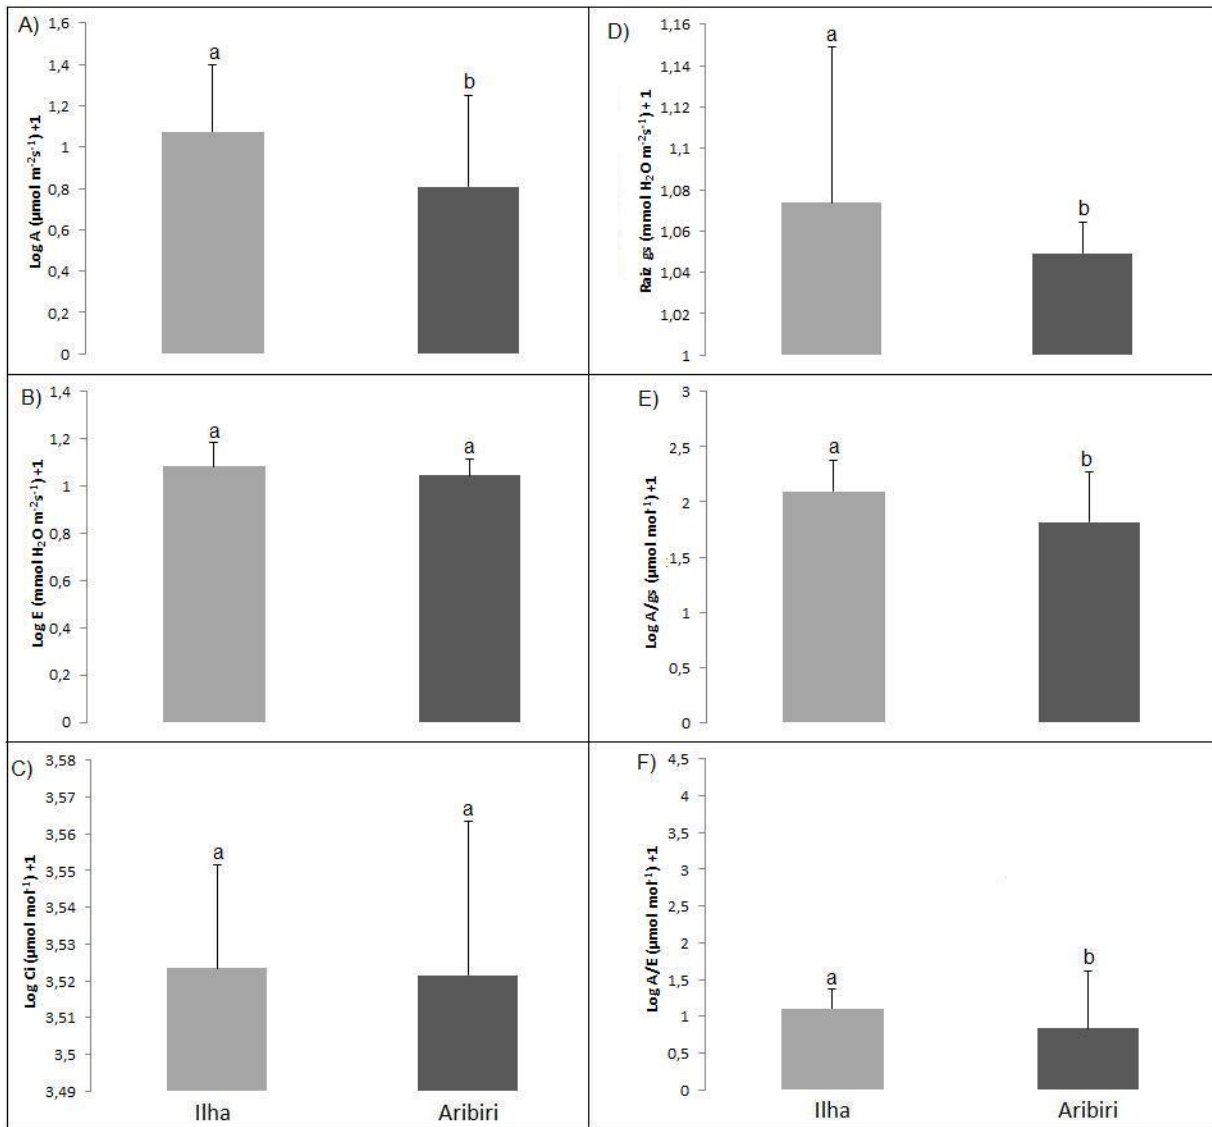 A)
Log A (µmol m⁻²s⁻¹) +1
1,6
1,4
1,2
1
0,8
0,6
0,4
0,2
0
a
b
D)
Raiz gs (mmol H₂O m⁻²s⁻¹) + 1
1,16
1,14
1,12
1,1
1,08
1,06
1,04
1,02
1
a
b
B)
Log E (mmol H₂O m⁻²s⁻¹) +1
1,4
1,2
1
0,8
0,6
0,4
0,2
0
a
a
E)
Log A/gs (µmol mol⁻¹) +1
3
2,5
2
1,5
1
0,5
0
a
b
C)
Log Ci (µmol mol⁻¹) +1
3,58
3,57
3,56
3,55
3,54
3,53
3,52
3,51
3,5
3,49
a
a
Ilha
Aribiri
F)
Log A/E (µmol mol⁻¹) +1
4,5
4
3,5
3
2,5
2
1,5
1
0,5
0
a
b
Ilha
Aribiri